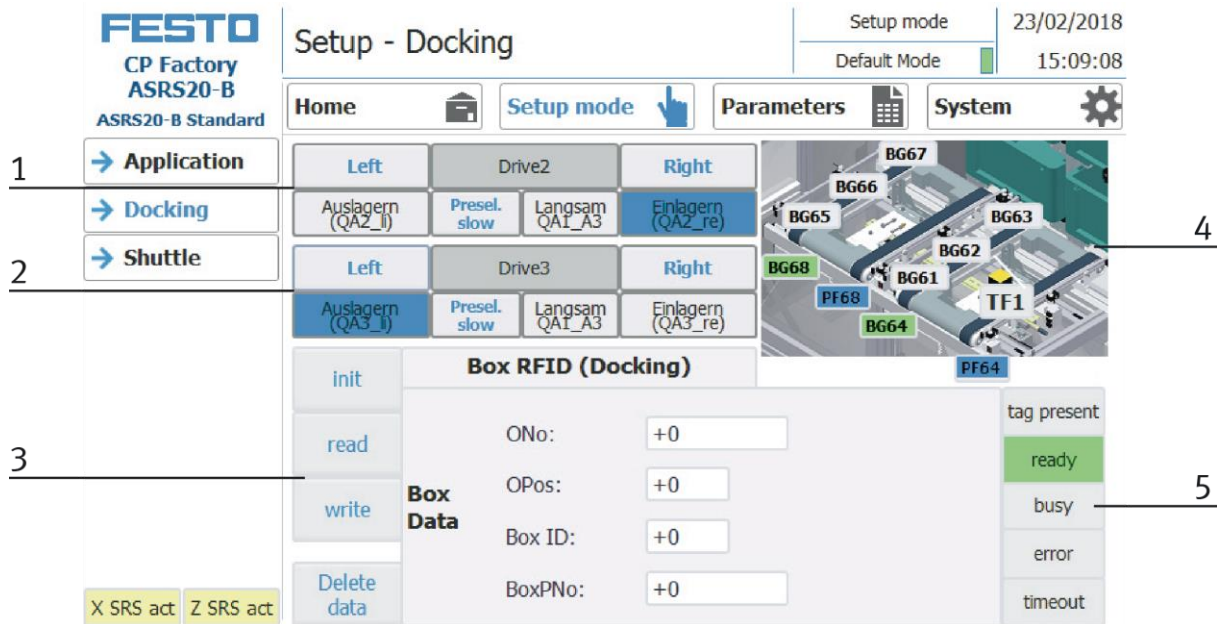 FESTO
CP Factory
ASRS20-B
ASRS20-B Standard
Setup - Docking
Setup mode
Default Mode
23/02/2018
15:09:08
Home
Setup mode
Parameters
System
Application
Docking
Shuttle
1
Left
Drive2
Right
Auslagern
(QA2_li)
Presel.
slow
Langsam
QA1_A3
Einlagern
(QA2_re)
2
Left
Drive3
Right
Auslagern
(QA3_li)
Presel.
slow
Langsam
QA1_A3
Einlagern
(QA3_re)
BG67
BG66
BG65
BG63
BG62
BG68
BG61
PF68
TF1
BG64
PF64
4
3
init
read
write
Delete
data
Box RFID (Docking)
Box
Data
ONo: +0
OPos: +0
Box ID: +0
BoxPNo: +0
tag present
ready
busy
error
timeout
5
X SRS act
Z SRS act